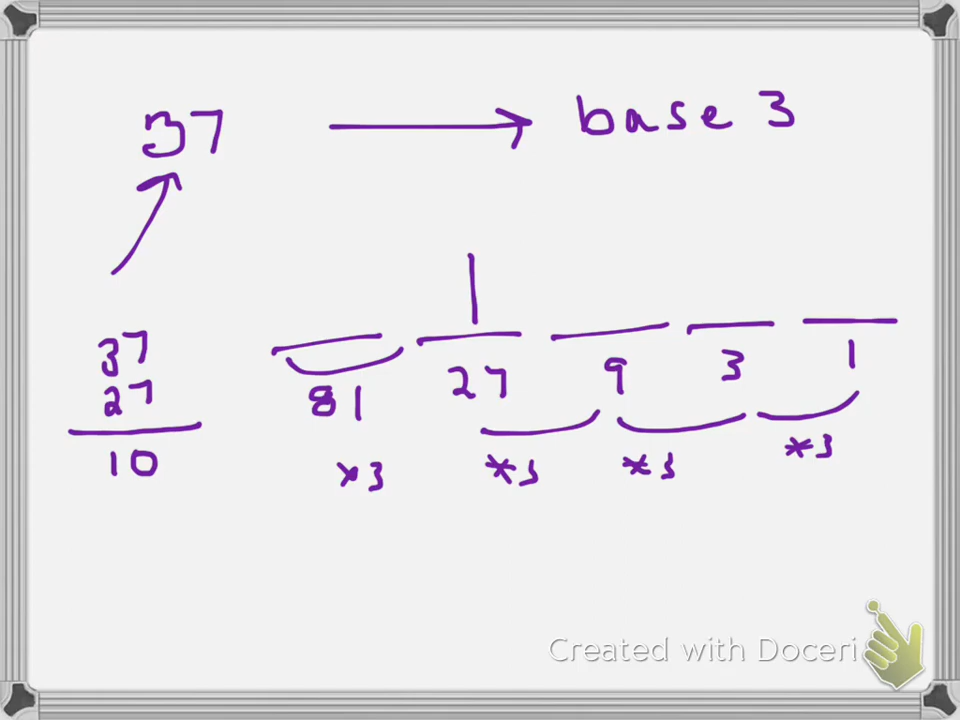 37 → base 3
1
37
27
10
81 27 9 3 1
*3 *3 *3 *3
Created with Doceri